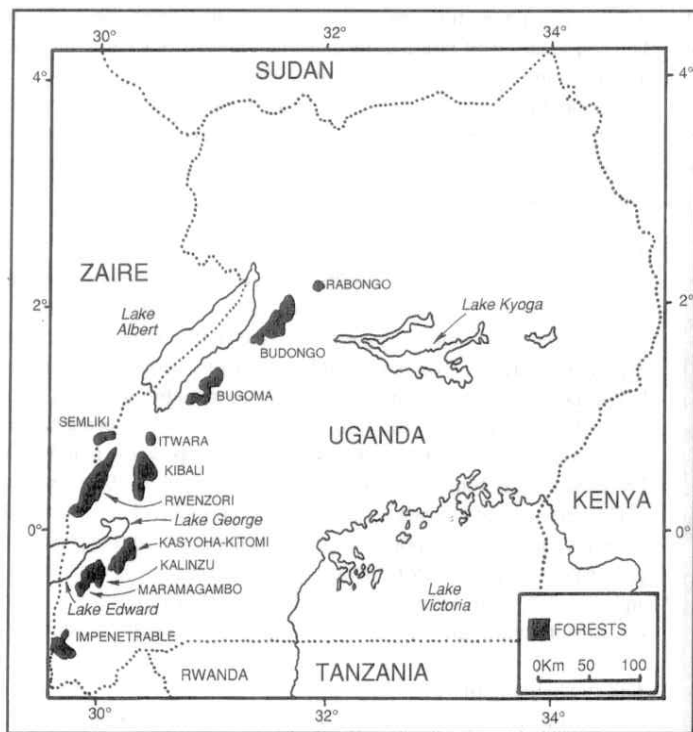 30°
32°
34°
4°
SUDAN
4°
ZAIRE
RABONGO
Lake
Albert
Lake Kyoga
2°
2°
BUDONGO
BUGOMA
SEMLIKI
ITWARA
UGANDA
KIBALI
RWENZORI
KENYA
Lake George
0°
0°
KASYOHA-KITOMI
KALINZU
Lake
Victoria
MARAMAGAMBO
Lake Edward
IMPENETRABLE
FORESTS
RWANDA
TANZANIA
0Km 50 100
30°
32°
34°